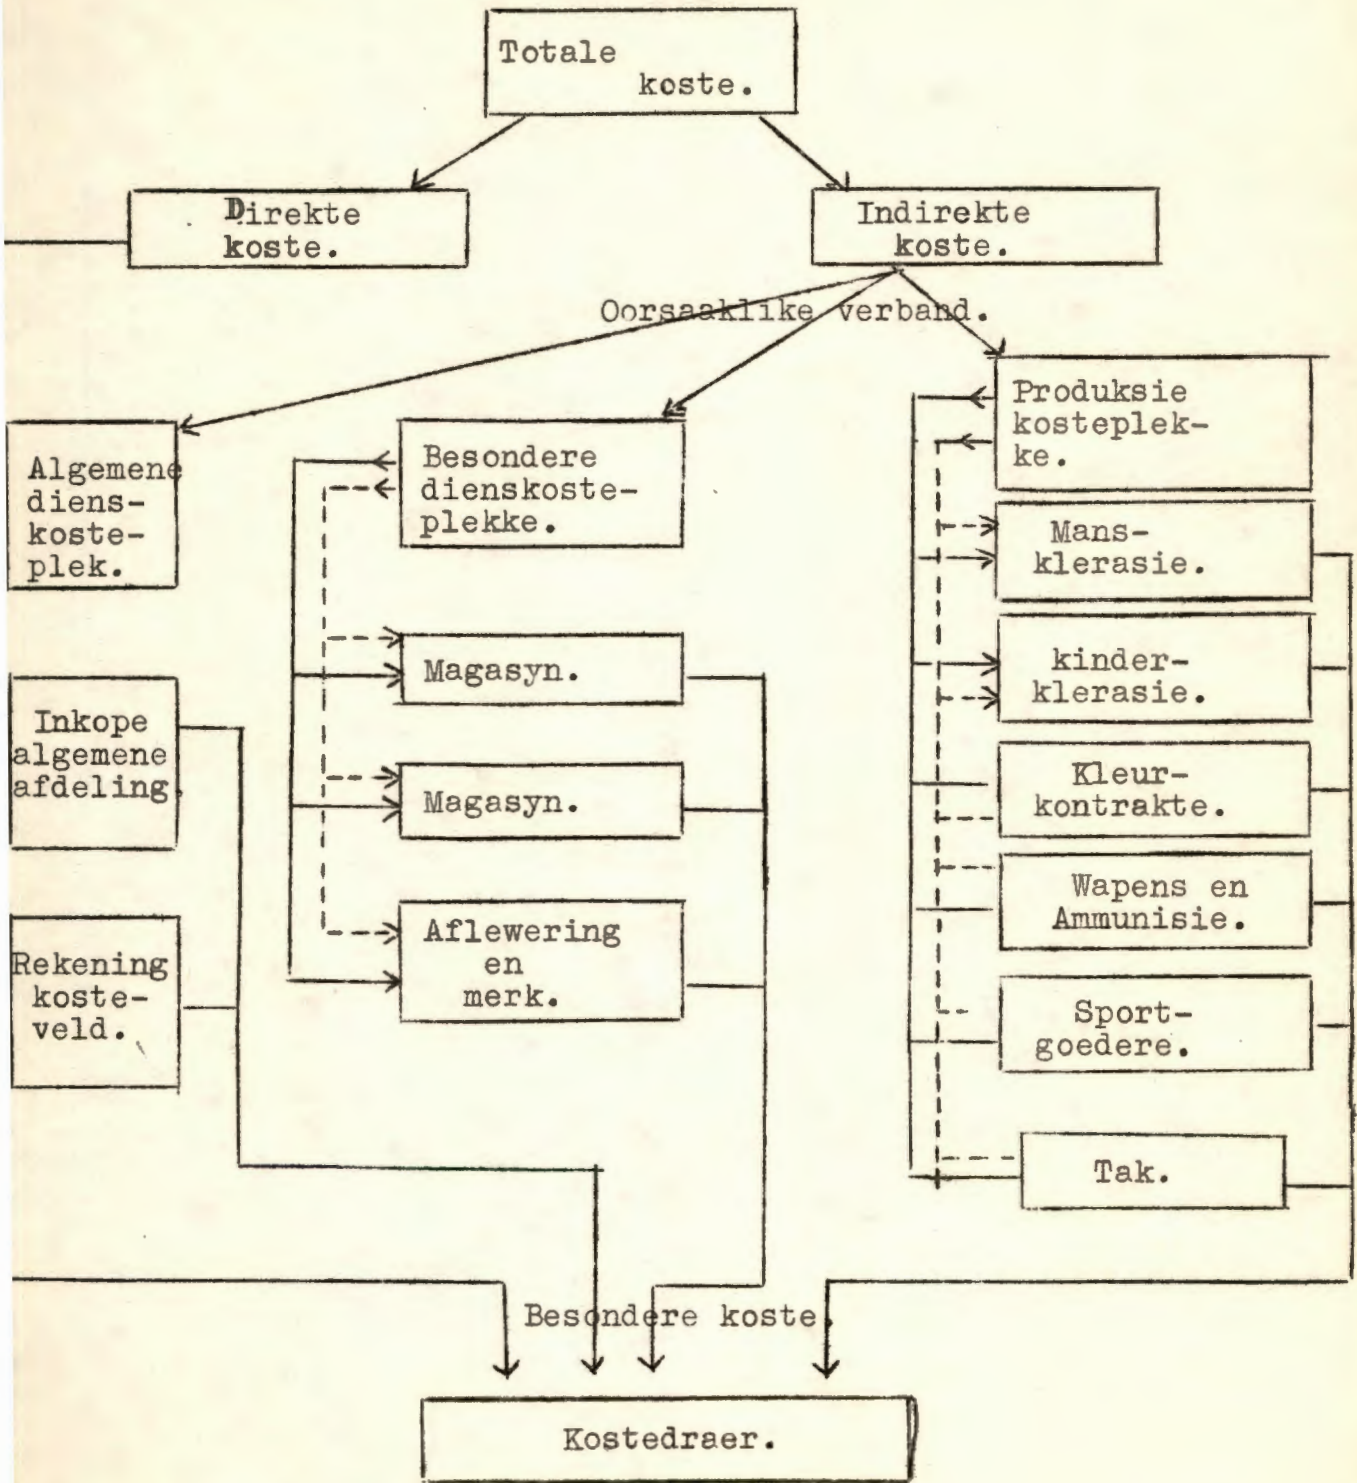 Totale
koste.
Direkte
koste.
Indirekte
koste.
Oorsaaklike verband.
Algemene
diens-
koste-
plek.
Besondere
dienskoste-
plekke.
Produksie
kosteplek-
ke.
Mans-
klerasie.
Magasyn.
kinder-
klerasie.
Inkope
algemene
afdeling
Magasyn.
Kleur-
kontrakte.
Wapens en
Ammunisie.
Rekening
koste-
veld.
Aflewering
en
merk.
Sport-
goedere.
Tak.
Besondere koste.
Kostedraer.